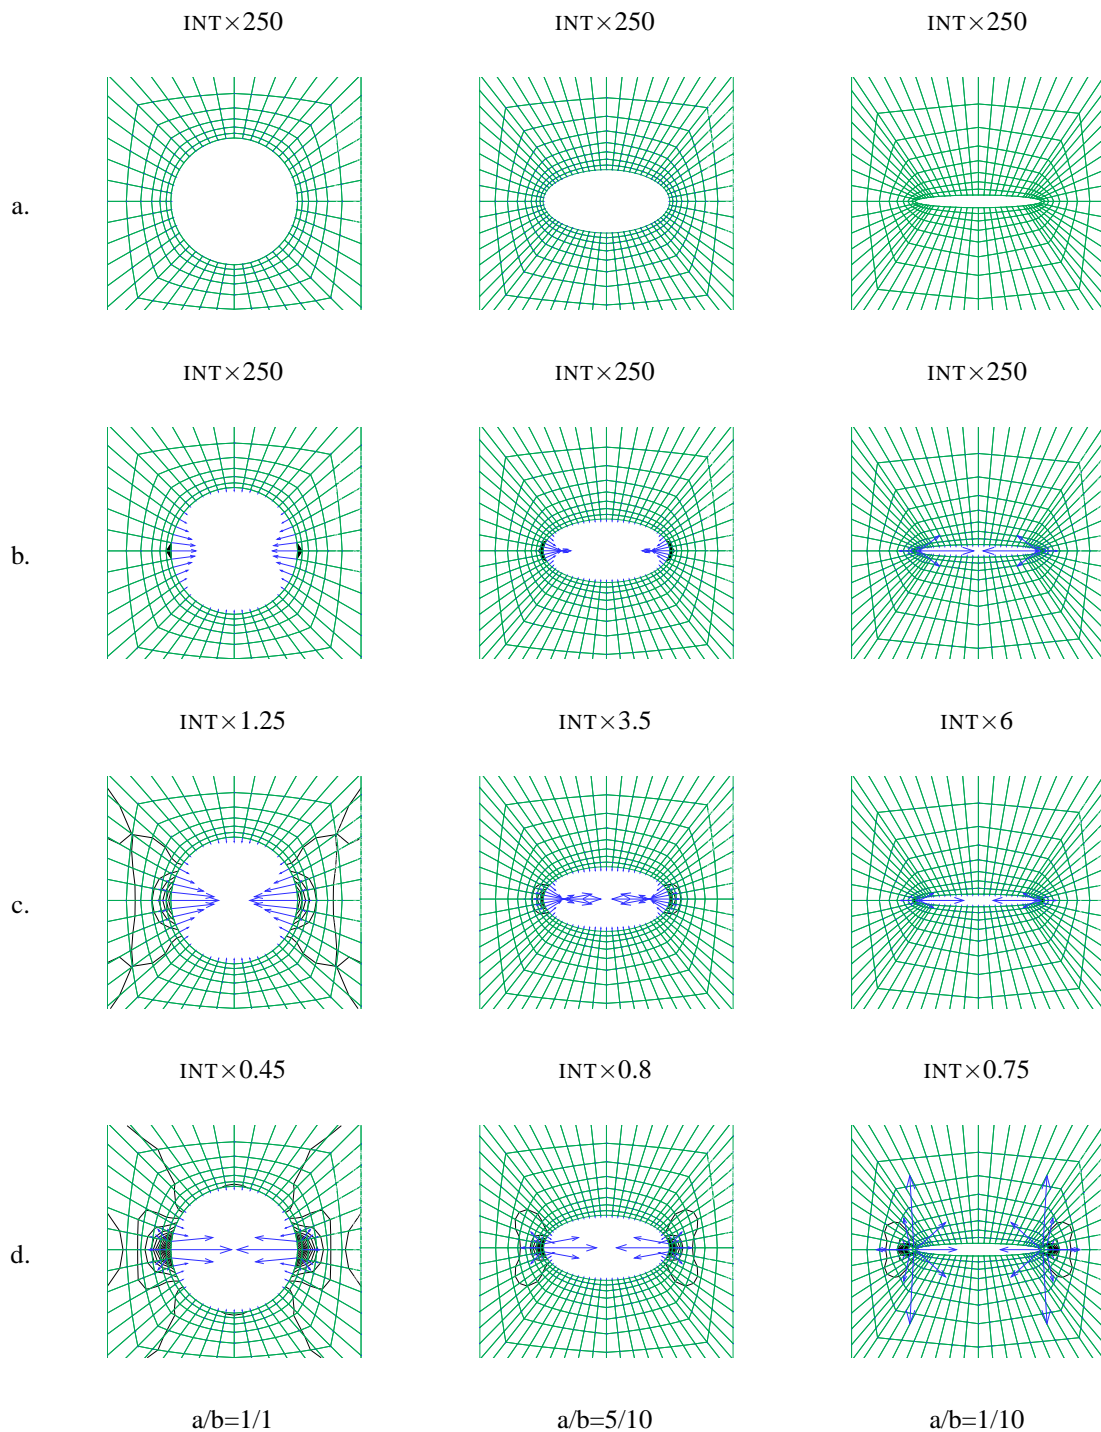 INT×250 INT×250 INT×250
a.
INT×250 INT×250 INT×250
b.
INT×1.25 INT×3.5 INT×6
c.
INT×0.45 INT×0.8 INT×0.75
d.
a/b=1/1 a/b=5/10 a/b=1/10